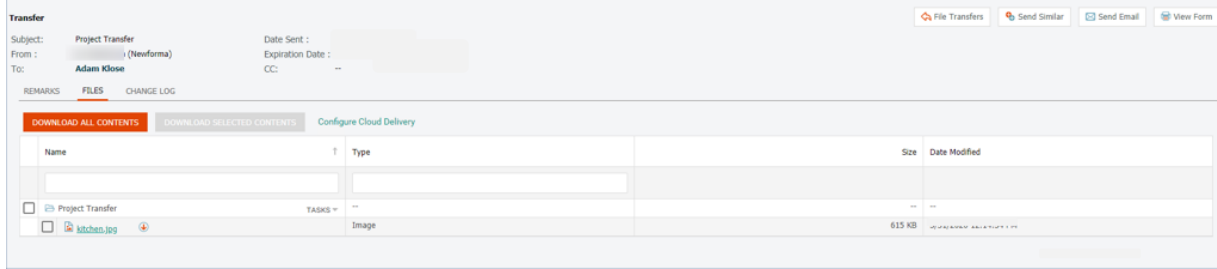 Transfer
File Transfers Send Similar Send Email View Form
Subject: Project Transfer Date Sent :
From : (Newforma) Expiration Date :
To: Adam Klose CC: --
REMARKS FILES CHANGE LOG
DOWNLOAD ALL CONTENTS DOWNLOAD SELECTED CONTENTS Configure Cloud Delivery
Name ↑ Type Size Date Modified
Project Transfer TASKS -- -- --
kitchen.jpg Image 615 KB